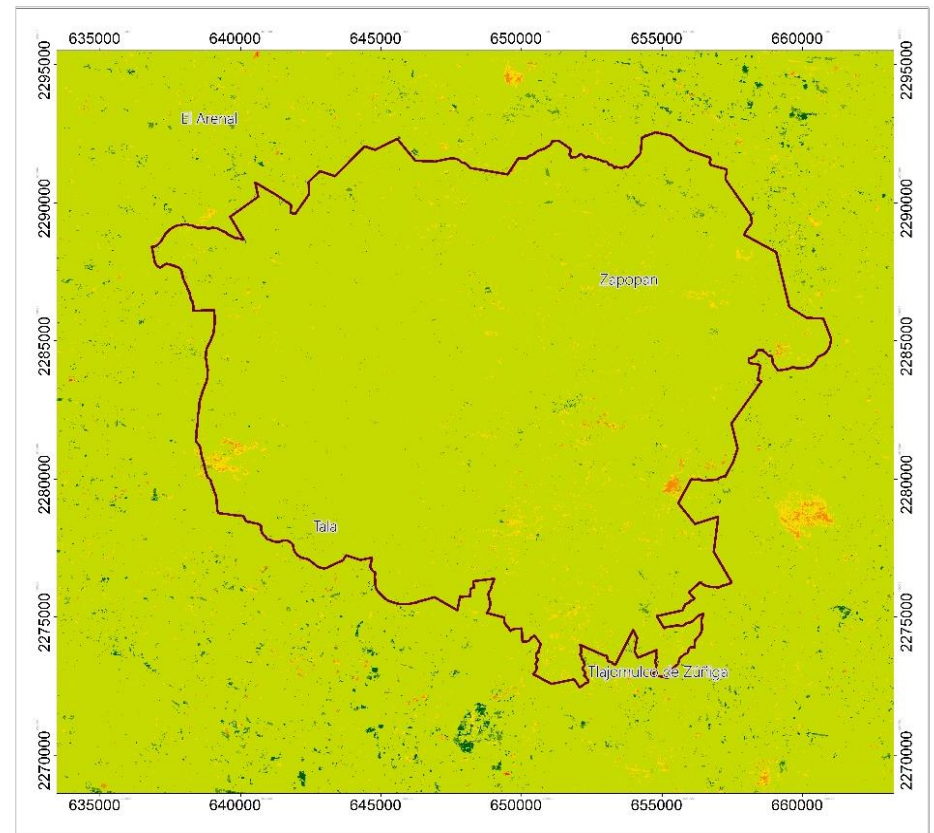 635000 640000 645000 650000 655000 660000
2295000 2295000
El Arenal
2290000 2290000
Zapopan
2285000 2285000
2280000 2280000
Tala
2275000 2275000
Tlajomulco de Zúñiga
2270000 2270000
635000 640000 645000 650000 655000 660000